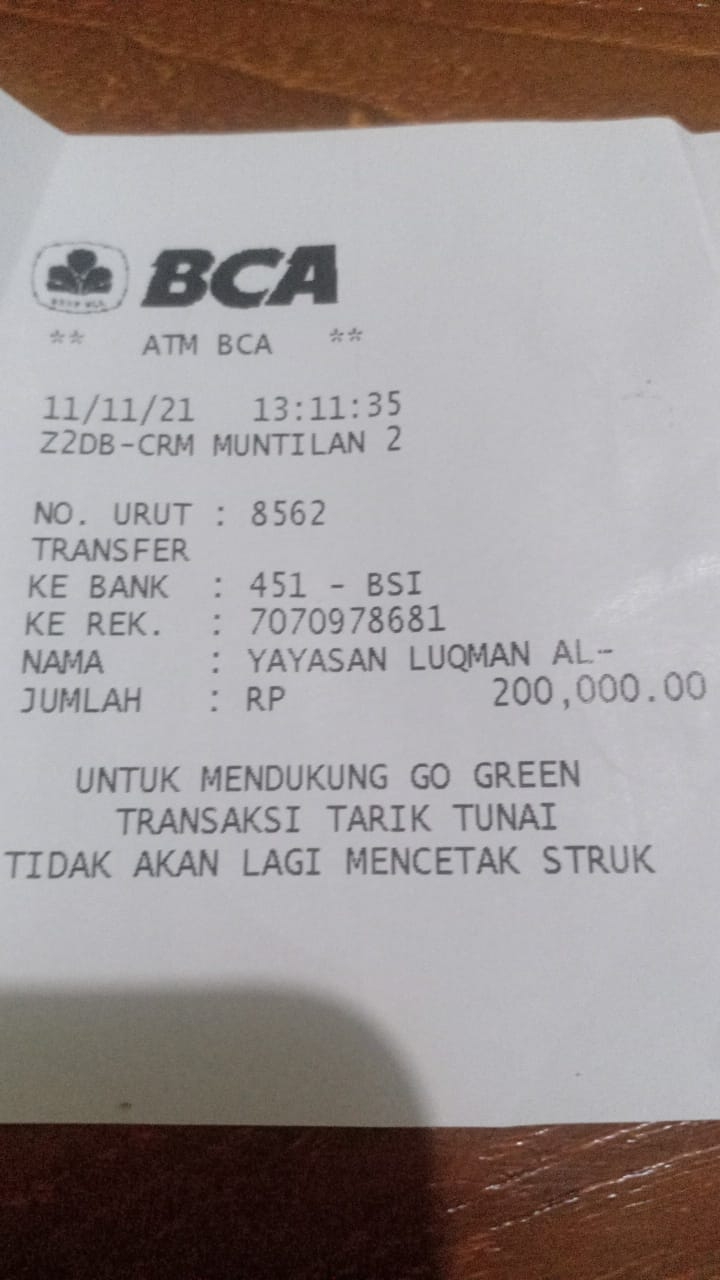 BCA
** ATM BCA **
11/11/21 13:11:35
Z2DB-CRM MUNTILAN 2
NO. URUT : 8562
TRANSFER
KE BANK : 451 - BSI
KE REK. : 7070978681
NAMA : YAYASAN LUQMAN AL-
JUMLAH : RP 200,000.00
UNTUK MENDUKUNG GO GREEN
TRANSAKSI TARIK TUNAI
TIDAK AKAN LAGI MENCETAK STRUK